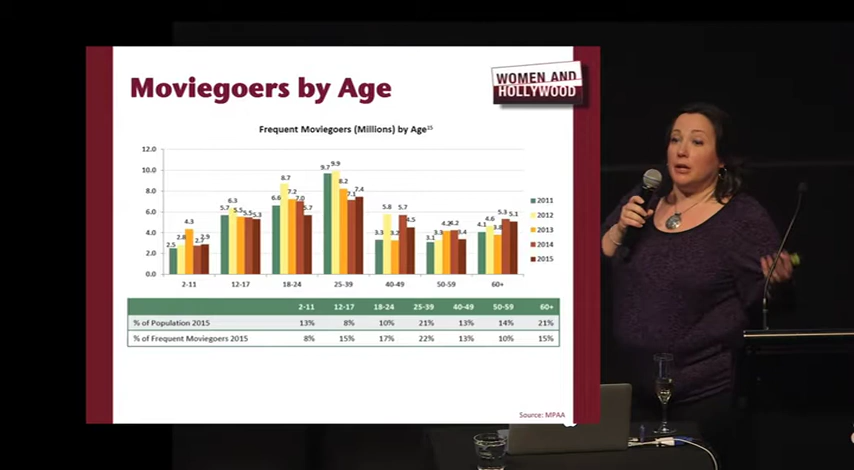 Moviegoers by Age
WOMEN AND
HOLLYWOOD
Frequent Moviegoers (Millions) by Age15
12.0
10.0
8.0
6.0
4.0
2.0
0.0
2.5 2.8 4.3 2.7 2.9
5.7 6.3 5.5 5.5 5.3
6.6 8.7 7.2 7.0 5.7
9.7 9.9 8.2 7.1 7.4
3.3 5.8 3.2 5.7 4.5
3.1 3.3 4.2 4.2 3.4
4.1 4.6 3.8 5.3 5.1
2-11 12-17 18-24 25-39 40-49 50-59 60+
2011
2012
2013
2014
2015
2-11 12-17 18-24 25-39 40-49 50-59 60+
% of Population 2015 13% 8% 10% 21% 13% 14% 21%
% of Frequent Moviegoers 2015 8% 15% 17% 22% 13% 10% 15%
Source: MPAA